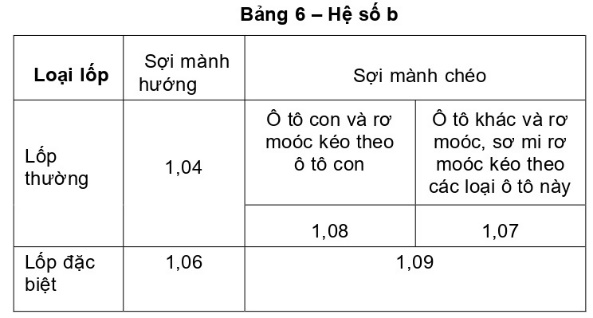 Bảng 6 – Hệ số b
Loại lốp
Sợi mành
hướng
Sợi mành chéo
Lốp
thường
1,04
Ô tô con và rơ
moóc kéo theo
ô tô con
Ô tô khác và rơ
moóc, sơ mi rơ
moóc kéo theo
các loại ô tô này
1,08
1,07
Lốp đặc
biệt
1,06
1,09